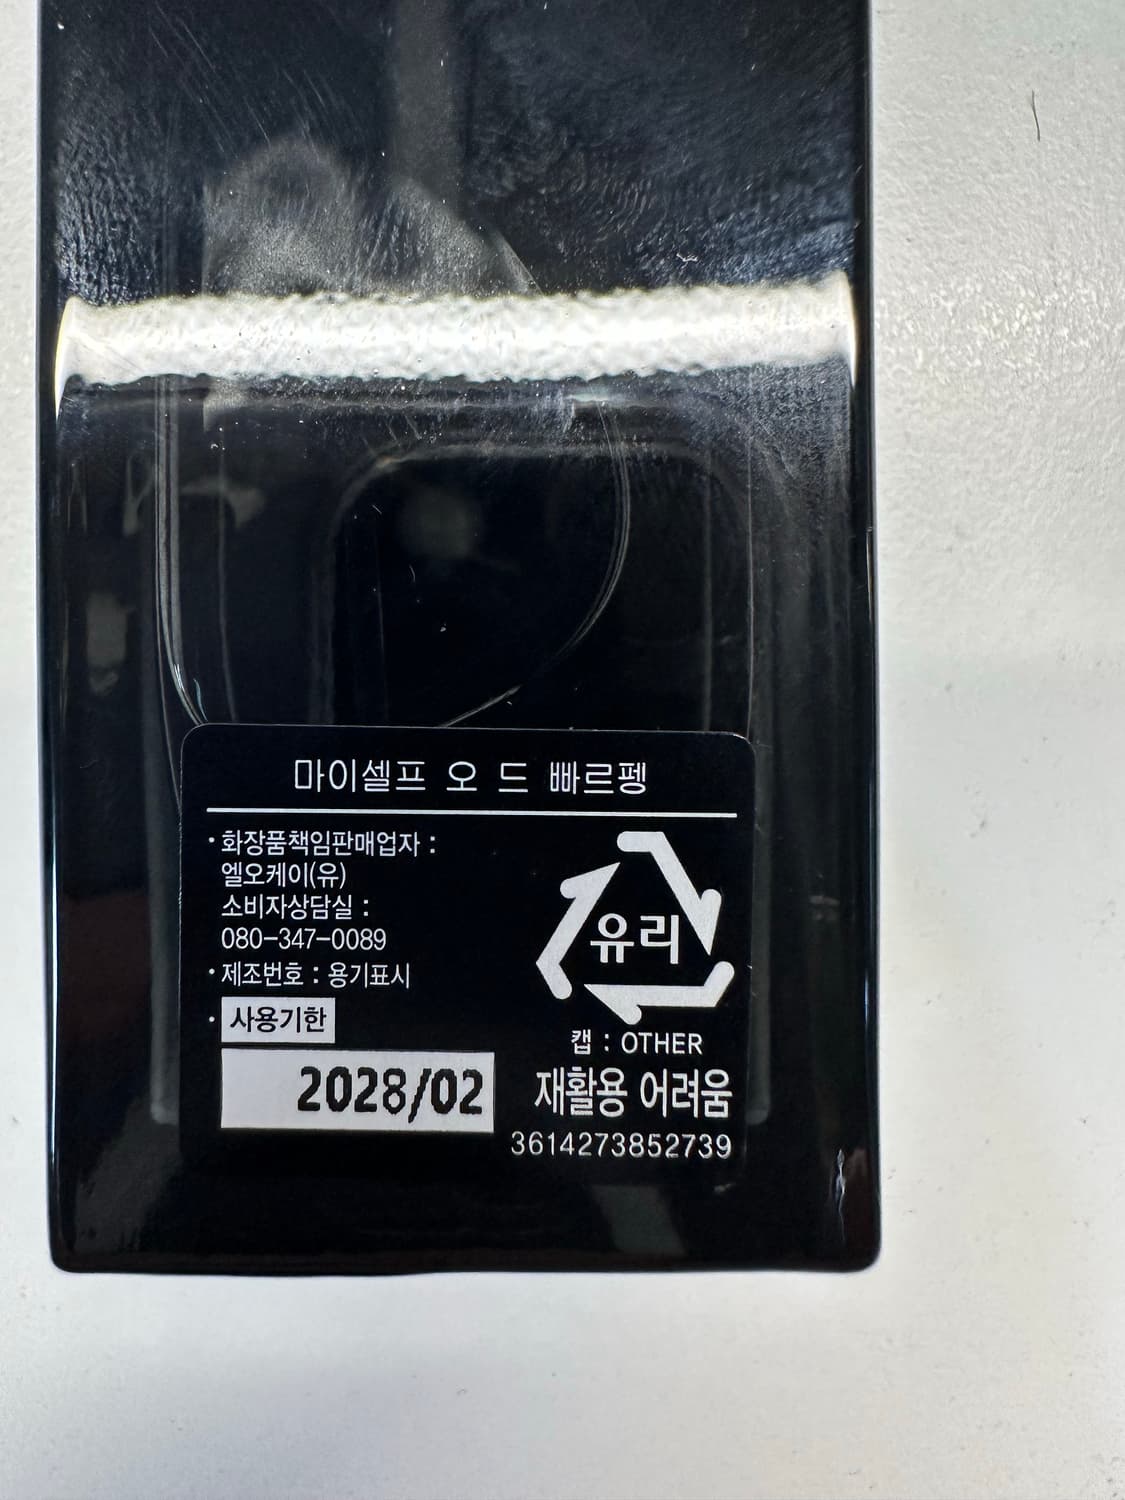 마이셀프 오 드 빠르펭
· 화장품책임판매업자 :
엘오케이(유)
소비자상담실 :
080-347-0089
· 제조번호 : 용기표시
· 사용기한
2028/02
유리
캡 : OTHER
재활용 어려움
3614273852739